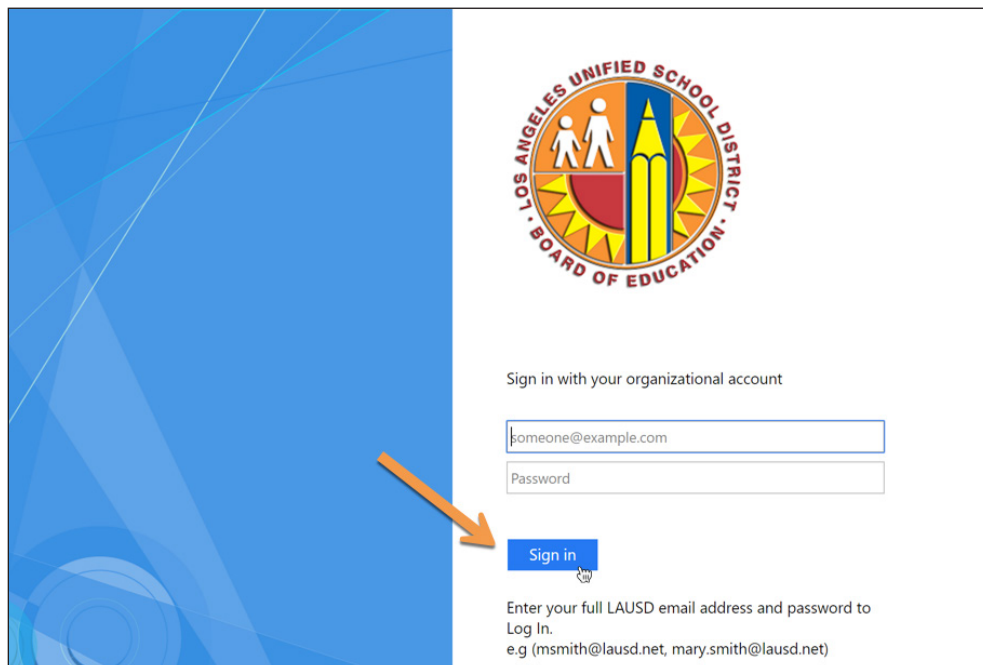 LOS ANGELES UNIFIED SCHOOL DISTRICT
· BOARD OF EDUCATION ·
Sign in with your organizational account
someone@example.com
Password
Sign in
Enter your full LAUSD email address and password to
Log In.
e.g (msmith@lausd.net, mary.smith@lausd.net)